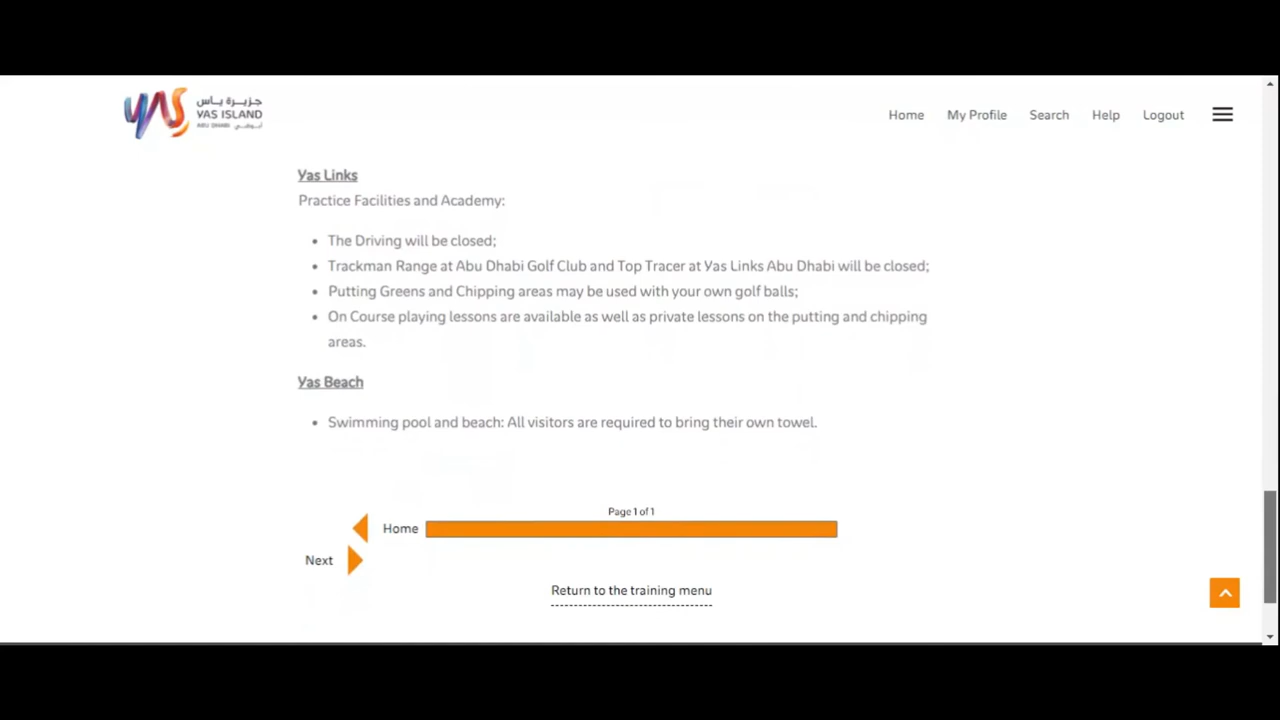 جزيرة ياس
YAS ISLAND
ABU DHABI أبوظبي
Home My Profile Search Help Logout
Yas Links
Practice Facilities and Academy:
• The Driving will be closed;
• Trackman Range at Abu Dhabi Golf Club and Top Tracer at Yas Links Abu Dhabi will be closed;
• Putting Greens and Chipping areas may be used with your own golf balls;
• On Course playing lessons are available as well as private lessons on the putting and chipping
areas.
Yas Beach
• Swimming pool and beach: All visitors are required to bring their own towel.
Page 1 of 1
Home
Next
Return to the training menu